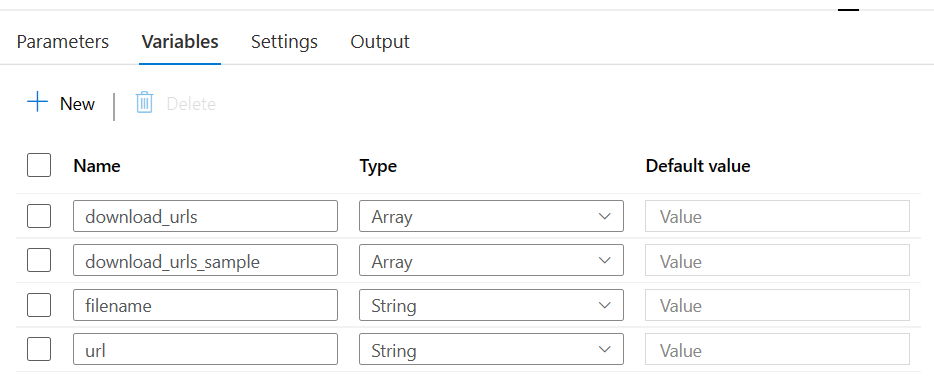 Parameters Variables Settings Output
New Delete
Name Type Default value
download_urls Array Value
download_urls_sample Array Value
filename String Value
url String Value